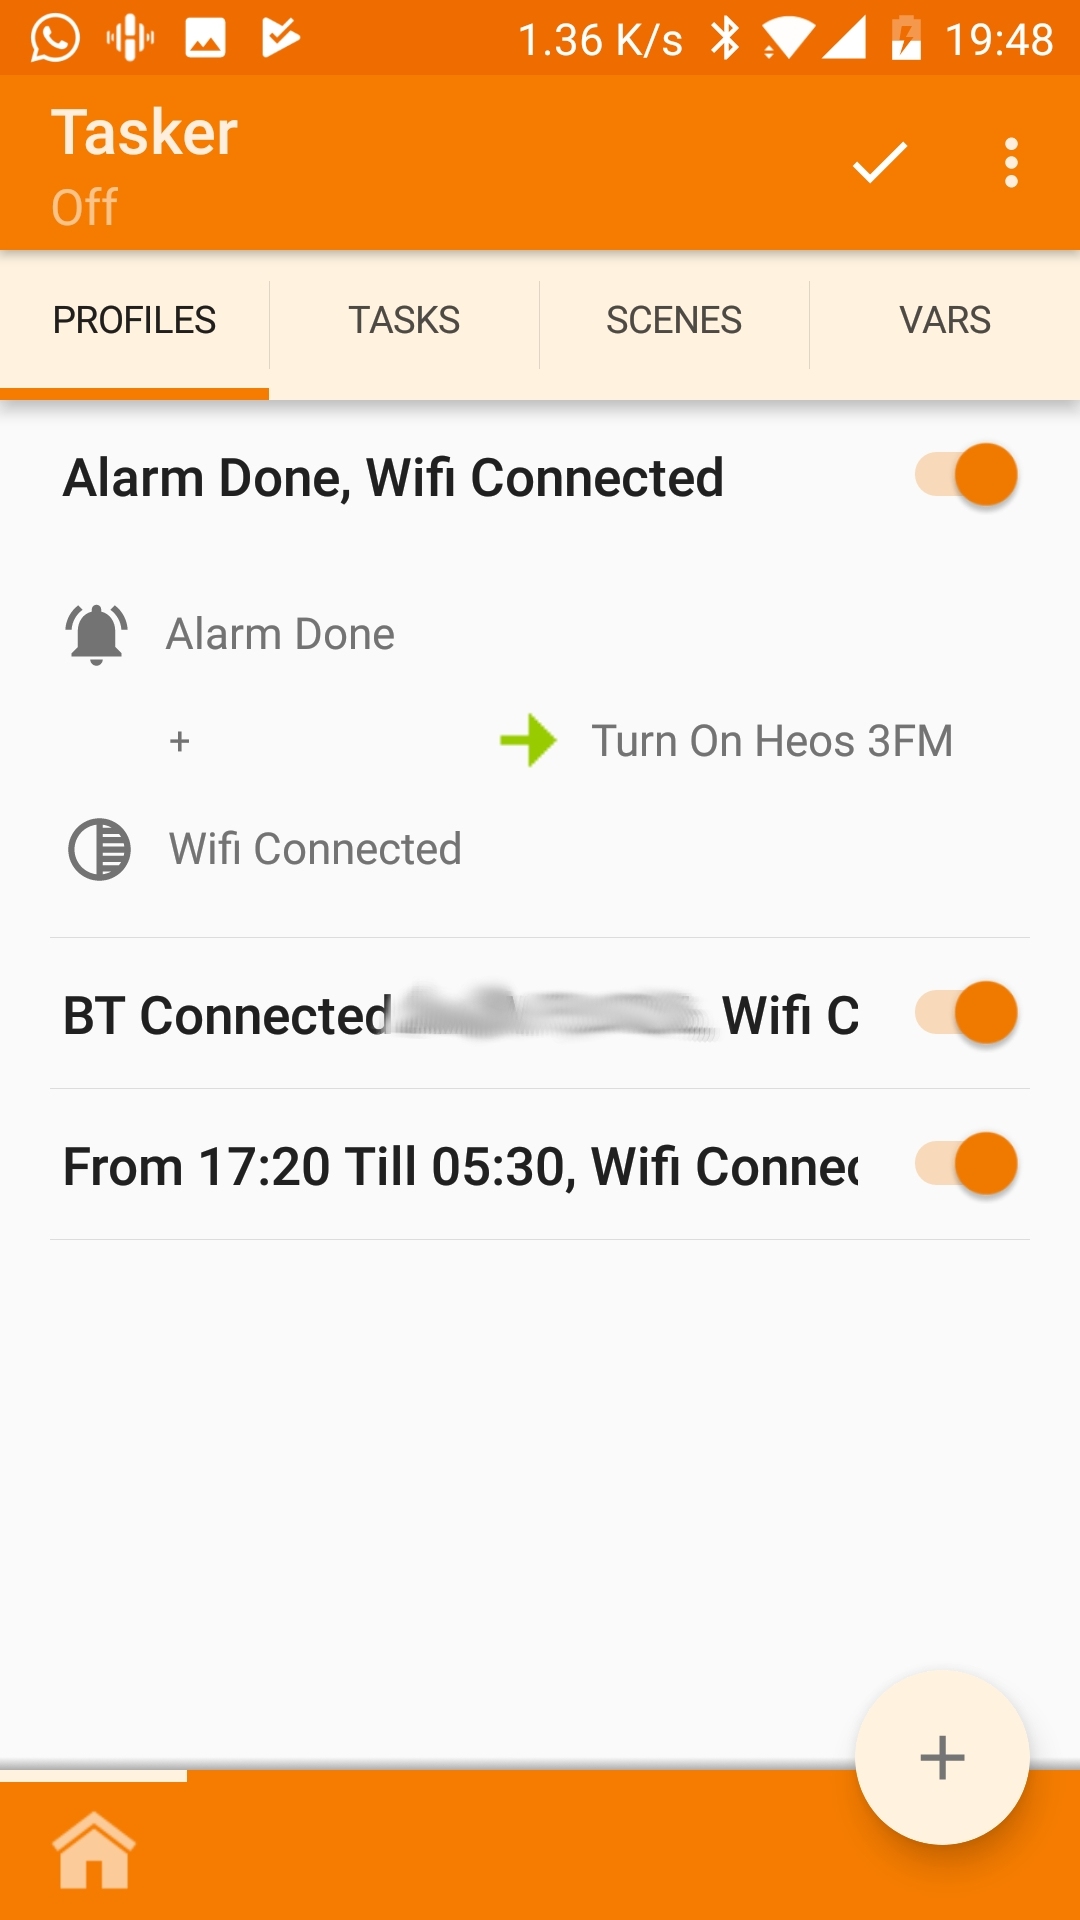 1.36 K/s 19:48
Tasker
Off
PROFILES TASKS SCENES VARS
Alarm Done, Wifi Connected
Alarm Done
+ Turn On Heos 3FM
Wifi Connected
BT Connected Wifi C
From 17:20 Till 05:30, Wifi Connec
+